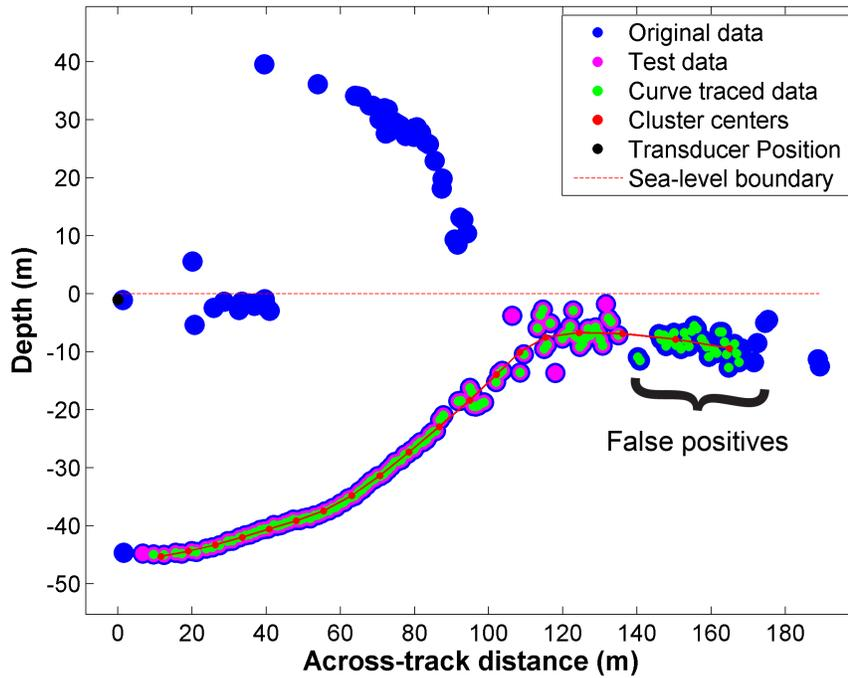 Original data
Test data
Curve traced data
Cluster centers
Transducer Position
Sea-level boundary
40
30
20
10
0
-10
-20
-30
-40
-50
Depth (m)
False positives
0 20 40 60 80 100 120 140 160 180
Across-track distance (m)